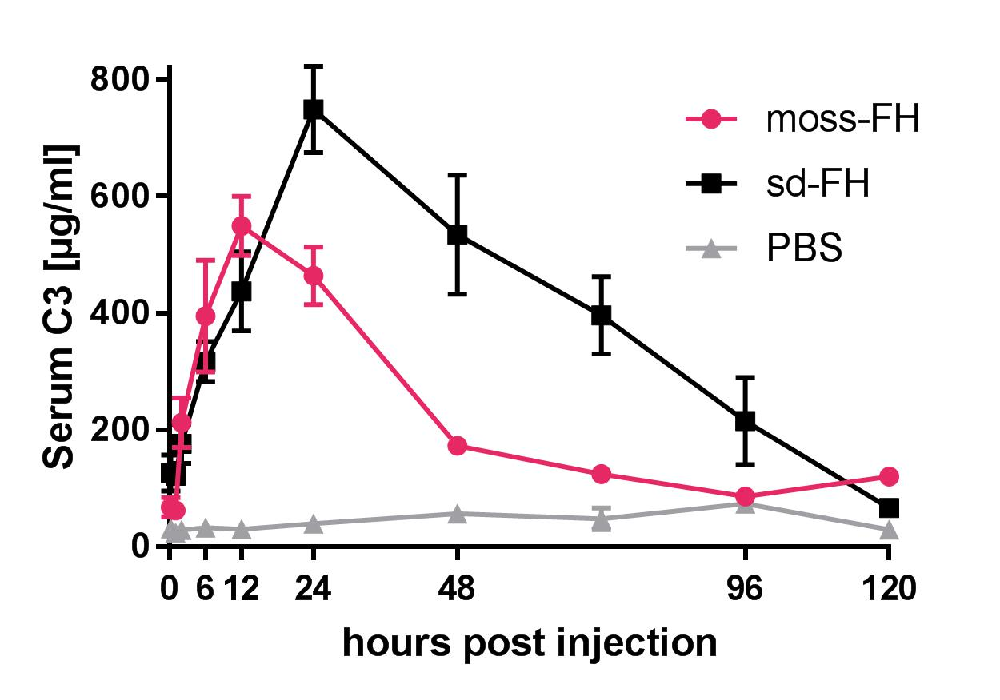 800
600
400
200
0
Serum C3 [µg/ml]
moss-FH
sd-FH
PBS
0 6 12 24 48 96 120
hours post injection